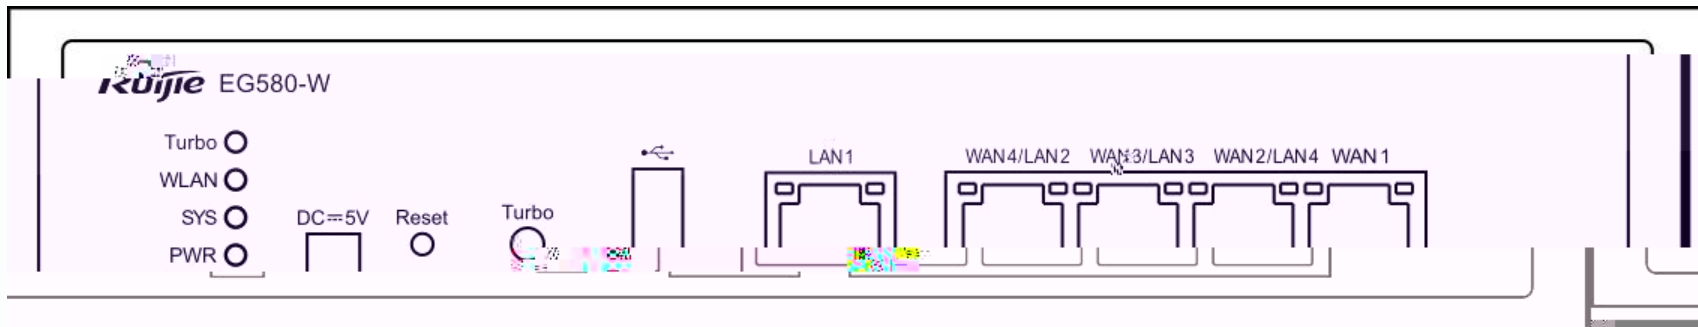 Ruijie EG580-W
Turbo
WLAN
SYS
PWR
DC⎓5V
Reset
Turbo
LAN1
WAN4/LAN2
WAN3/LAN3
WAN2/LAN4
WAN1